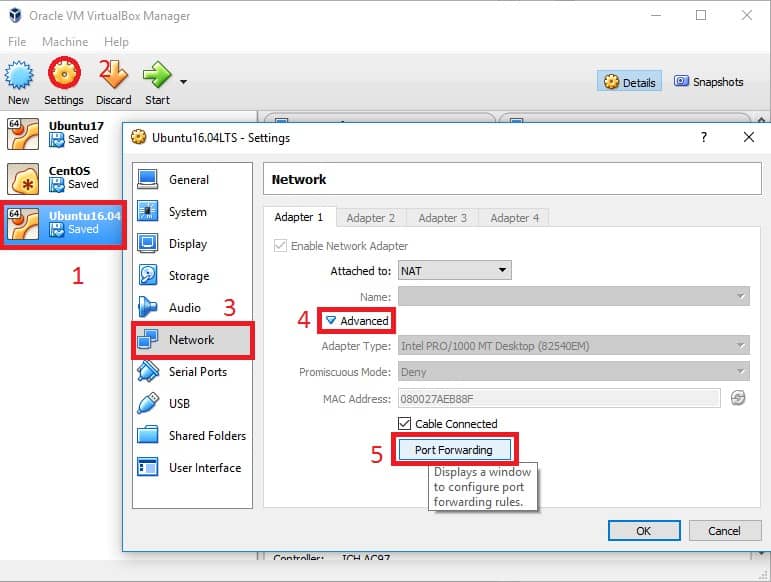 Oracle VM VirtualBox Manager
File Machine Help
2
New Settings Discard Start
Details Snapshots
64
Ubuntu17
Saved
CentOS
Saved
64
Ubuntu16.04
Saved
1
Ubuntu16.04LTS - Settings
?
General
System
Display
Storage
Audio
3
Network
Serial Ports
USB
Shared Folders
User Interface
Network
Adapter 1 Adapter 2 Adapter 3 Adapter 4
Enable Network Adapter
Attached to: NAT
Name:
4 Advanced
Adapter Type: Intel PRO/1000 MT Desktop (82540EM)
Promiscuous Mode: Deny
MAC Address: 080027AEB88F
Cable Connected
5 Port Forwarding
Displays a window
to configure port
forwarding rules.
OK Cancel
Controller: ICH AC97